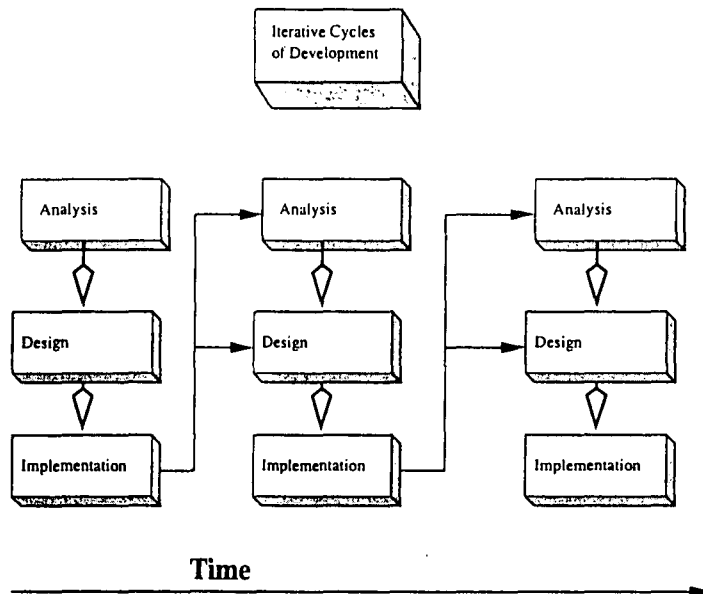 Iterative Cycles
of Development
Analysis
Analysis
Analysis
Design
Design
Design
Implementation
Implementation
Implementation
Time